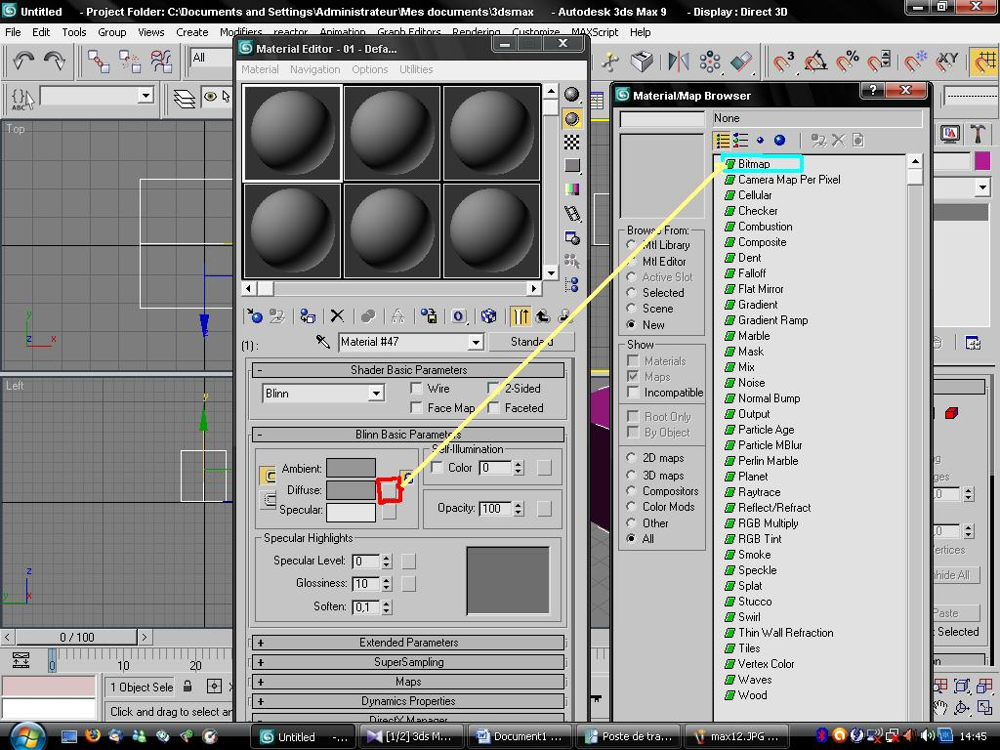 Untitled - Project Folder: C:\Documents and Settings\Administrateur\Mes documents\3dsmax - Autodesk 3ds Max 9 - Display : Direct 3D
File Edit Tools Group Views Create Modifiers reactor Animation Graph Editors Rendering Customize MAXScript Help
All
ABC
Material Editor - 01 - Defa...
Material Navigation Options Utilities
Top
Left
(1) :
Material #47
Standard
- Shader Basic Parameters
Blinn
Wire
2-Sided
Face Map
Faceted
- Blinn Basic Parameters
Ambient:
Diffuse:
Specular:
Self-Illumination
Color 0
Opacity: 100
Specular Highlights
Specular Level: 0
Glossiness: 10
Soften: 0,1
+ Extended Parameters
+ SuperSampling
+ Maps
+ Dynamics Properties
DirectX Manager
Material/Map Browser
None
Browse From:
Mtl Library
Mtl Editor
Active Slot
Selected
Scene
New
Show
Materials
Maps
Incompatible
Root Only
By Object
2D maps
3D maps
Compositors
Color Mods
Other
All
Bitmap
Camera Map Per Pixel
Cellular
Checker
Combustion
Composite
Dent
Falloff
Flat Mirror
Gradient
Gradient Ramp
Marble
Mask
Mix
Noise
Normal Bump
Output
Particle Age
Particle MBlur
Perlin Marble
Planet
Raytrace
Reflect/Refract
RGB Multiply
RGB Tint
Smoke
Speckle
Splat
Stucco
Swirl
Thin Wall Refraction
Tiles
Vertex Color
Waves
Wood
XY
Paste
Selected
0 / 100
0 10 20
1 Object Sele
X
Click and drag to select an
Untitled -...
[1/2] 3ds M...
Document1 ...
Poste de tra...
max12.JPG ...
14:45